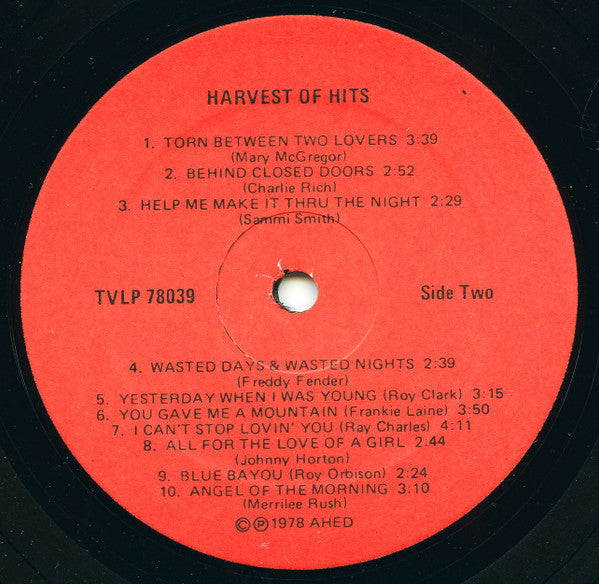 HARVEST OF HITS
1. TORN BETWEEN TWO LOVERS 3:39
(Mary McGregor)
2. BEHIND CLOSED DOORS 2:52
(Charlie Rich)
3. HELP ME MAKE IT THRU THE NIGHT 2:29
(Sammi Smith)
TVLP 78039 Side Two
4. WASTED DAYS & WASTED NIGHTS 2:39
(Freddy Fender)
5. YESTERDAY WHEN I WAS YOUNG (Roy Clark) 3:15
6. YOU GAVE ME A MOUNTAIN (Frankie Laine) 3:50
7. I CAN'T STOP LOVIN' YOU (Ray Charles) 4:11
8. ALL FOR THE LOVE OF A GIRL 2:44
(Johnny Horton)
9. BLUE BAYOU (Roy Orbison) 2:24
10. ANGEL OF THE MORNING 3:10
(Merrilee Rush)
©℗1978 AHED